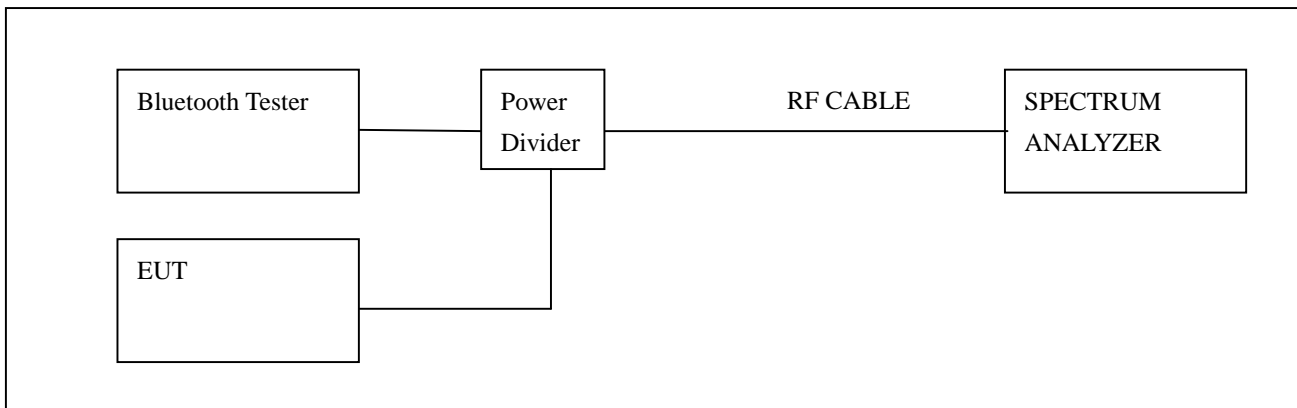 Bluetooth Tester
Power
Divider
RF CABLE
SPECTRUM
ANALYZER
EUT